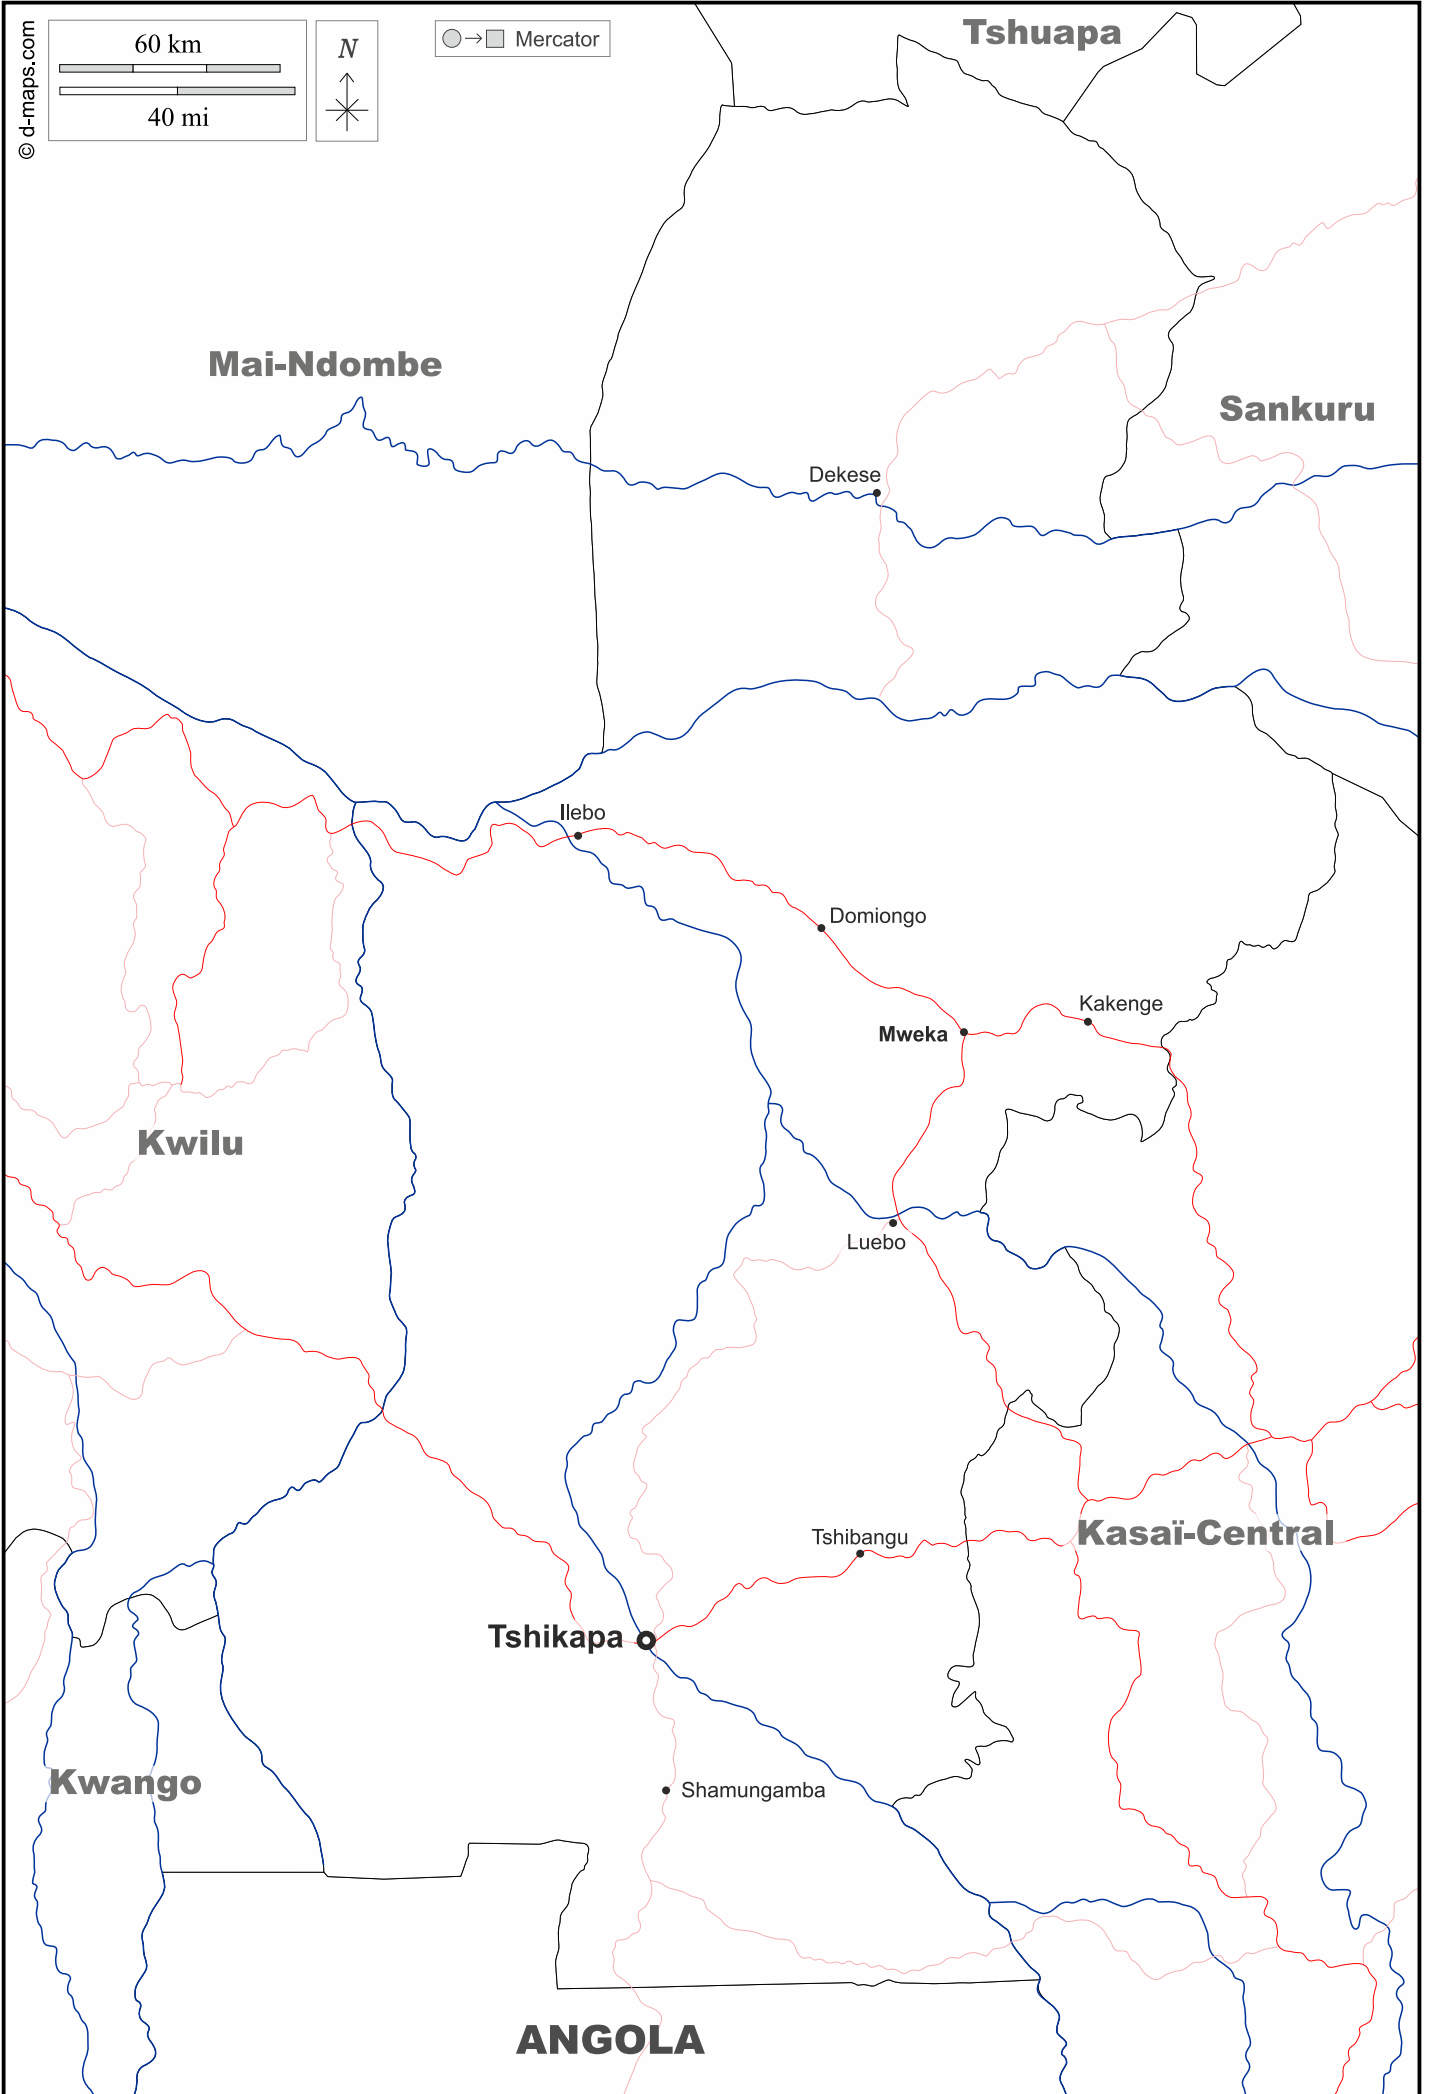 © d-maps.com
60 km
40 mi
N
Mercator
Tshuapa
Mai-Ndombe
Sankuru
Dekese
Ilebo
Domiongo
Kakenge
Mweka
Kwilu
Luebo
Kasaï-Central
Tshibangu
Tshikapa
Kwango
Shamungamba
ANGOLA